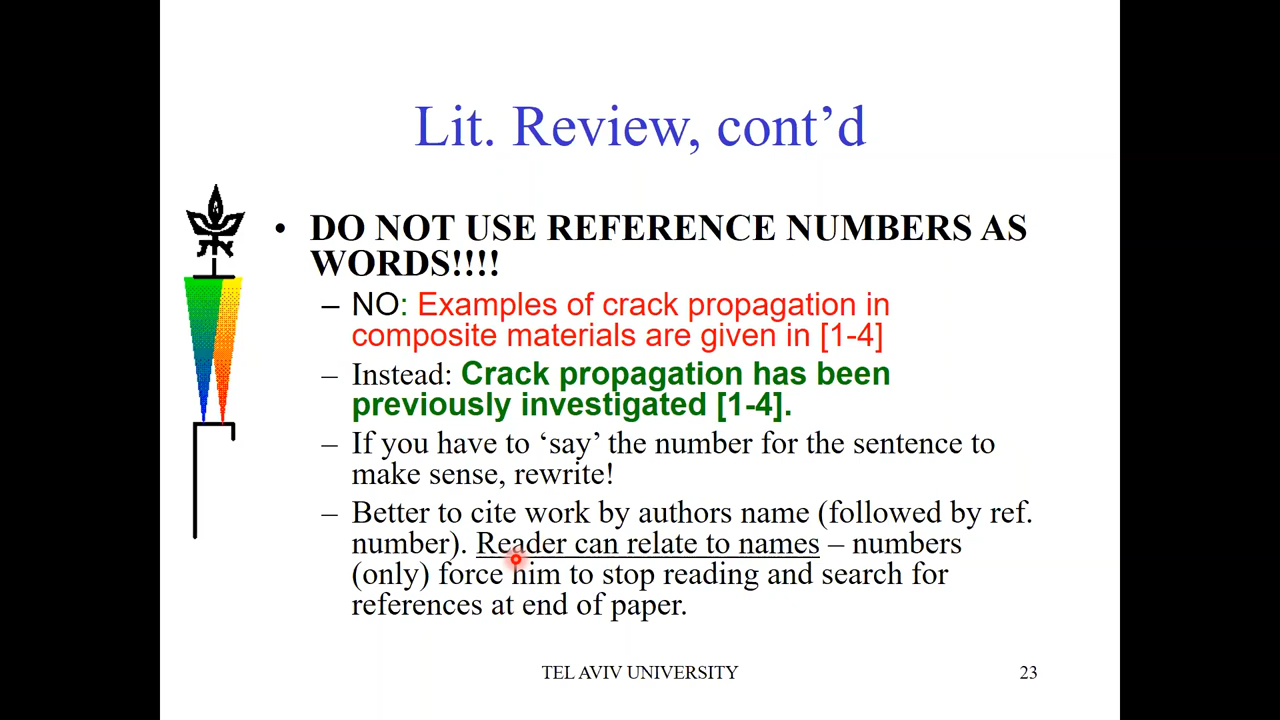 Lit. Review, cont’d
• DO NOT USE REFERENCE NUMBERS AS
WORDS!!!!
– NO: Examples of crack propagation in
composite materials are given in [1-4]
– Instead: Crack propagation has been
previously investigated [1-4].
– If you have to ‘say’ the number for the sentence to
make sense, rewrite!
– Better to cite work by authors name (followed by ref.
number). Reader can relate to names – numbers
(only) force him to stop reading and search for
references at end of paper.
TEL AVIV UNIVERSITY
23